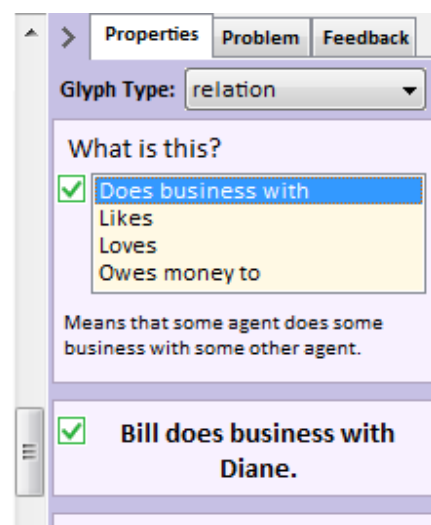 Properties Problem Feedback
Glyph Type: relation
What is this?
Does business with
Likes
Loves
Owes money to
Means that some agent does some
business with some other agent.
Bill does business with
Diane.